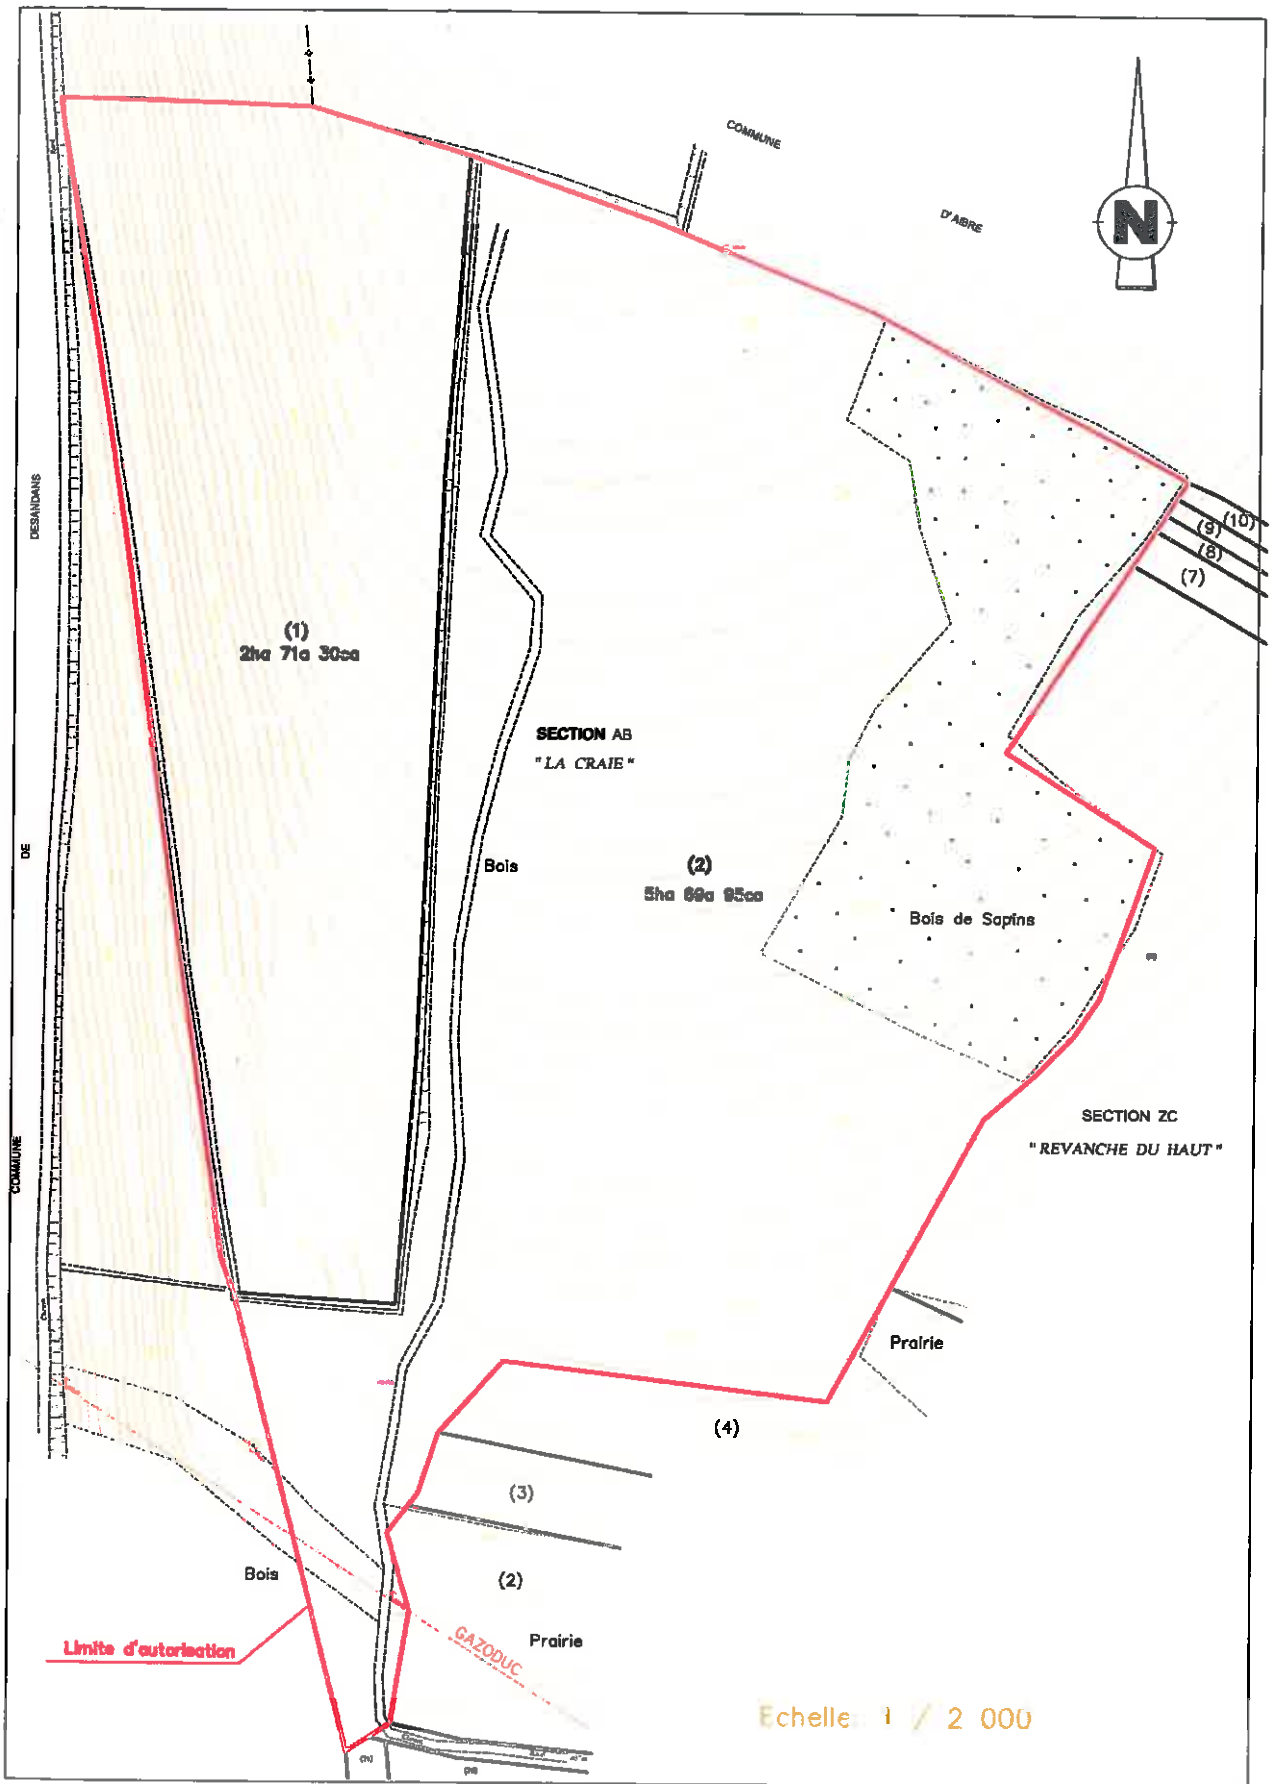 COMMUNE
D'AIBRE
N
DESANDANS
(10)
(9)
(8)
(7)
(1)
2ha 71a 30ca
SECTION AB
"LA CRAIE"
DE
Bois
(2)
5ha 69a 95ca
Bois de Sapins
SECTION ZC
"REVANCHE DU HAUT"
COMMUNE
Prairie
(4)
(3)
Bois
(2)
GAZODUC
Prairie
Limite d'autorisation
Echelle 1 / 2 000